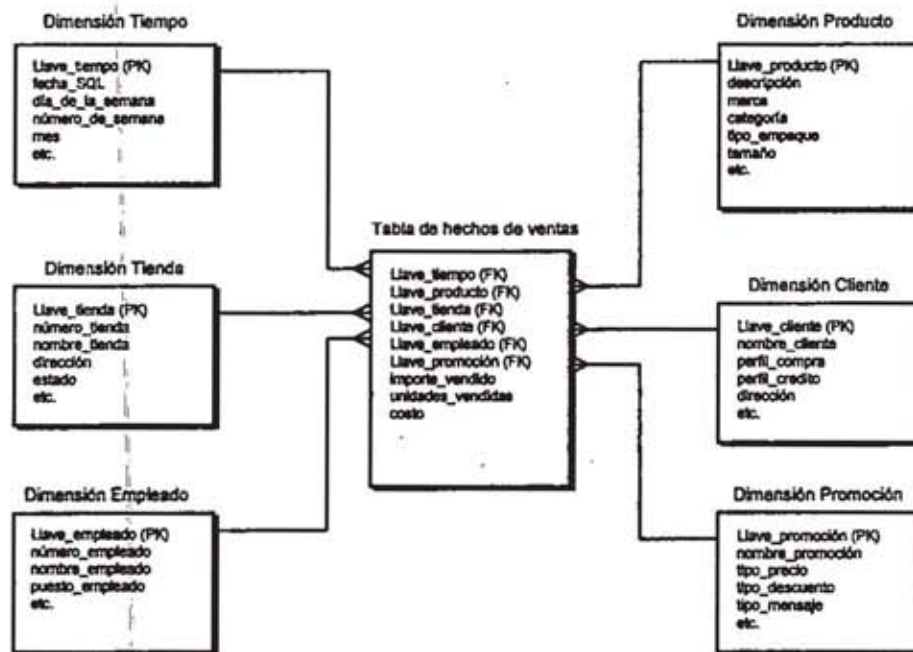 Dimensión Tiempo
Llave_tiempo (PK)
fecha_SQL
día_de_la_semana
número_de_semana
mes
etc.
Dimensión Tienda
Llave_tienda (PK)
número_tienda
nombre_tienda
dirección
estado
etc.
Dimensión Empleado
Llave_empleado (PK)
número_empleado
nombre_empleado
puesto_empleado
etc.
Tabla de hechos de ventas
Llave_tiempo (FK)
Llave_producto (FK)
Llave_tienda (FK)
Llave_cliente (FK)
Llave_empleado (FK)
Llave_promoción (FK)
importe_vendido
unidades_vendidas
costo
Dimensión Producto
Llave_producto (PK)
descripción
marca
categoría
tipo_empaque
tamaño
etc.
Dimensión Cliente
Llave_cliente (PK)
nombre_cliente
perfil_compra
perfil_credito
dirección
etc.
Dimensión Promoción
Llave_promoción (PK)
nombre_promoción
tipo_precio
tipo_descuento
tipo_mensaje
etc.